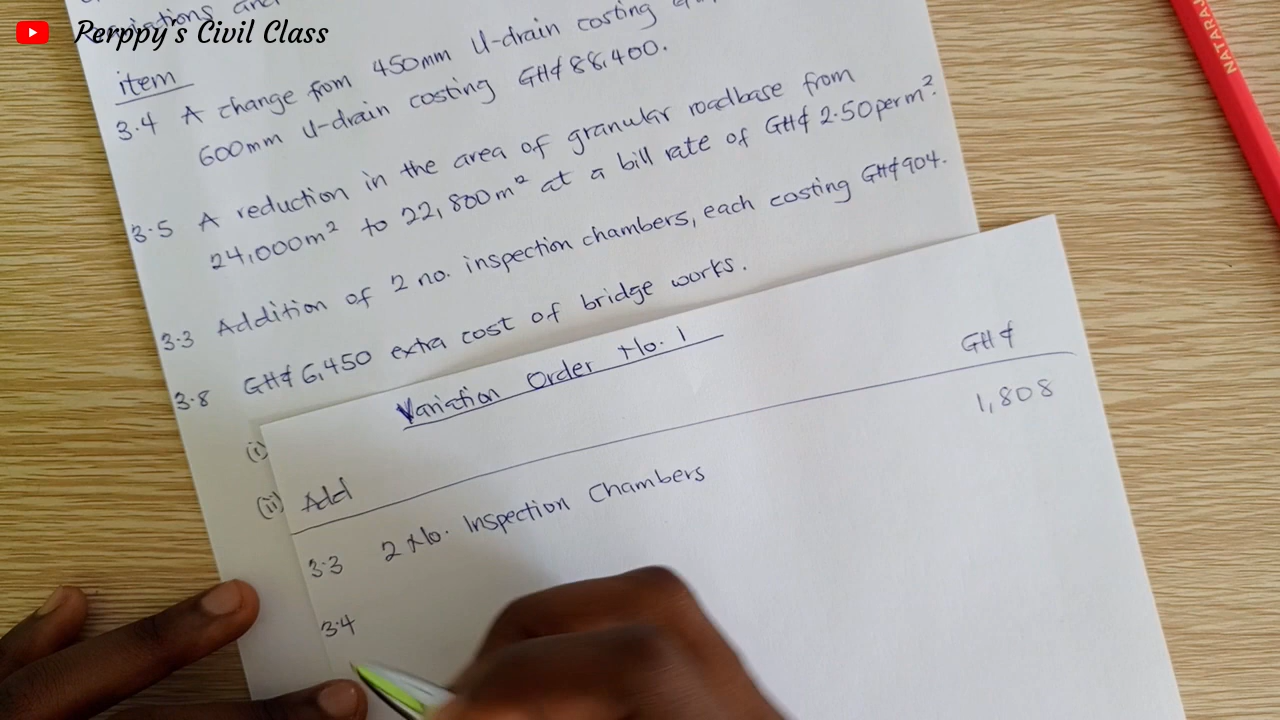 Perppy's Civil Class
item
3.4 A change from 450mm U-drain costing
600mm U-drain costing GH¢88,400.
3.5 A reduction in the area of granular roadbase from
24,000m² to 22,800m² at a bill rate of GH¢ 2.50 per m².
3.3 Addition of 2 no. inspection chambers, each costing GH¢904.
3.8 GH¢ 6,450 extra cost of bridge works.
(i)
(ii)
Variation Order No. 1
GH¢
Add
3.3 2 No. Inspection Chambers 1,808
3.4
NATARAJ